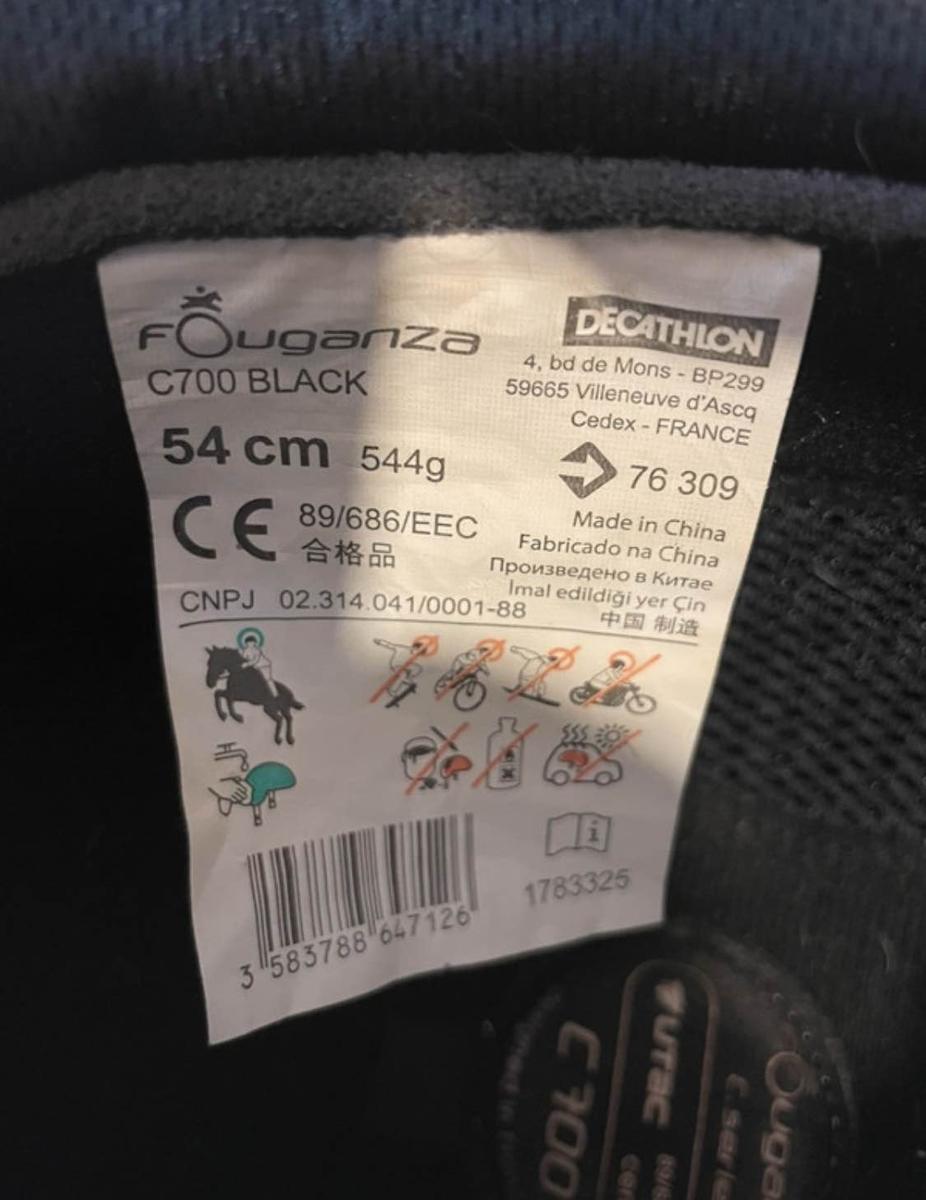 FOuganza
C700 BLACK
54 cm 544g
CE 89/686/EEC
合格品
CNPJ 02.314.041/0001-88
DECATHLON
4, bd de Mons - BP299
59665 Villeneuve d'Ascq
Cedex - FRANCE
76 309
Made in China
Fabricado na China
Произведено в Китае
İmal edildiği yer Çin
中国 制造
3 583788 647126
i
1783325
C700
UTAC